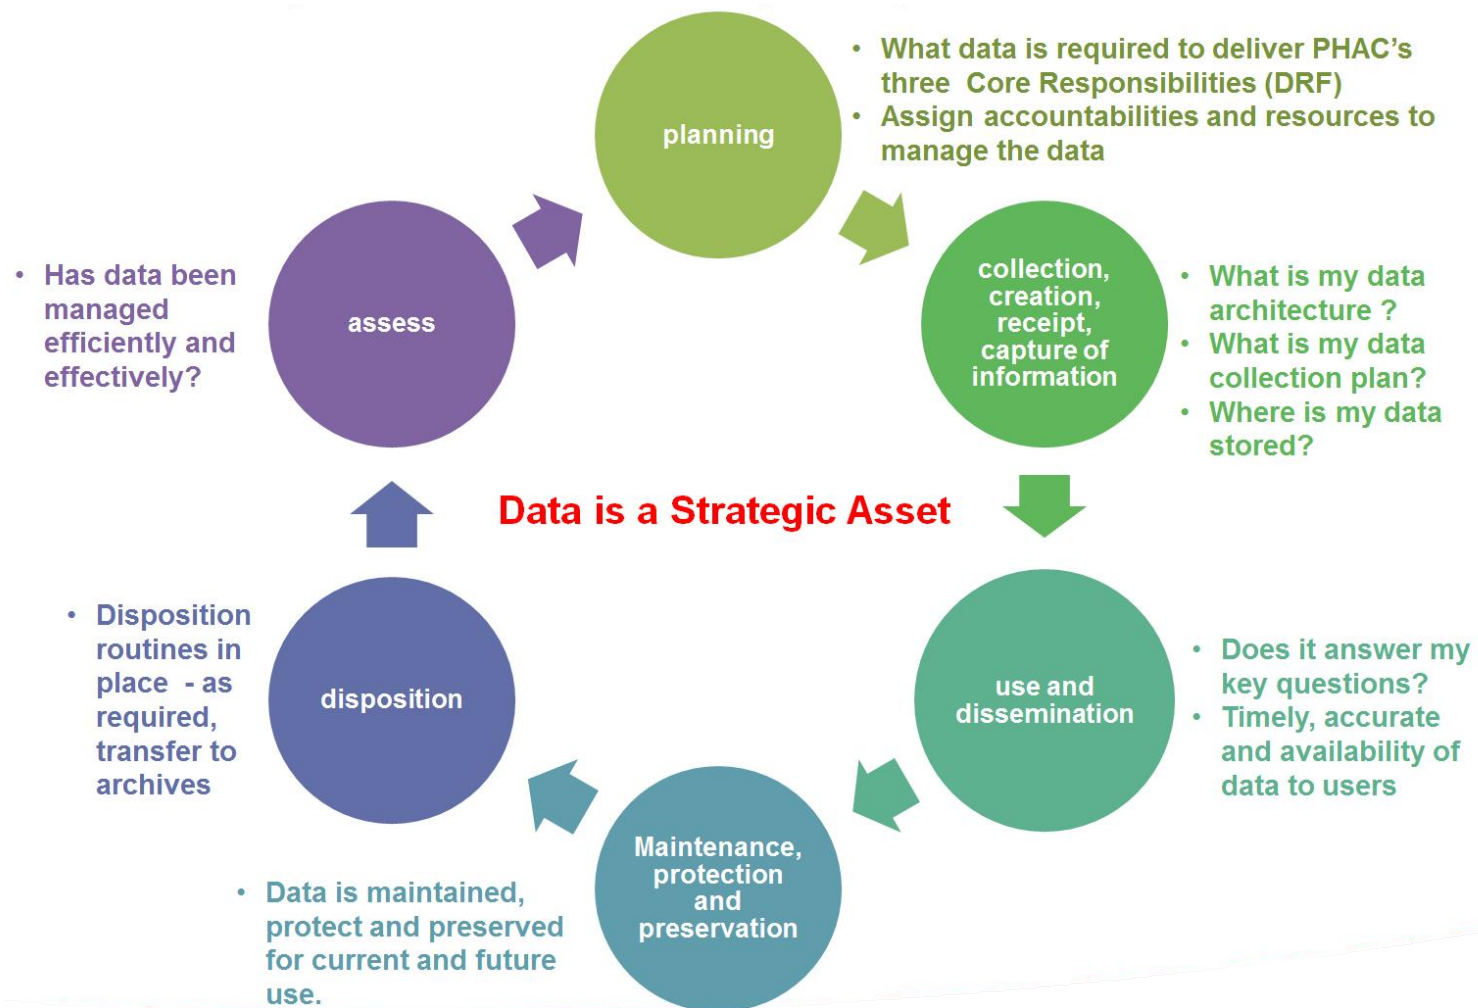 planning
• What data is required to deliver PHAC's
three Core Responsibilities (DRF)
• Assign accountabilities and resources to
manage the data
collection,
creation,
receipt,
capture of
information
• What is my data
architecture ?
• What is my data
collection plan?
• Where is my data
stored?
use and
dissemination
• Does it answer my
key questions?
• Timely, accurate
and availability of
data to users
Maintenance,
protection
and
preservation
• Data is maintained,
protect and preserved
for current and future
use.
disposition
• Disposition
routines in
place - as
required,
transfer to
archives
assess
• Has data been
managed
efficiently and
effectively?
Data is a Strategic Asset